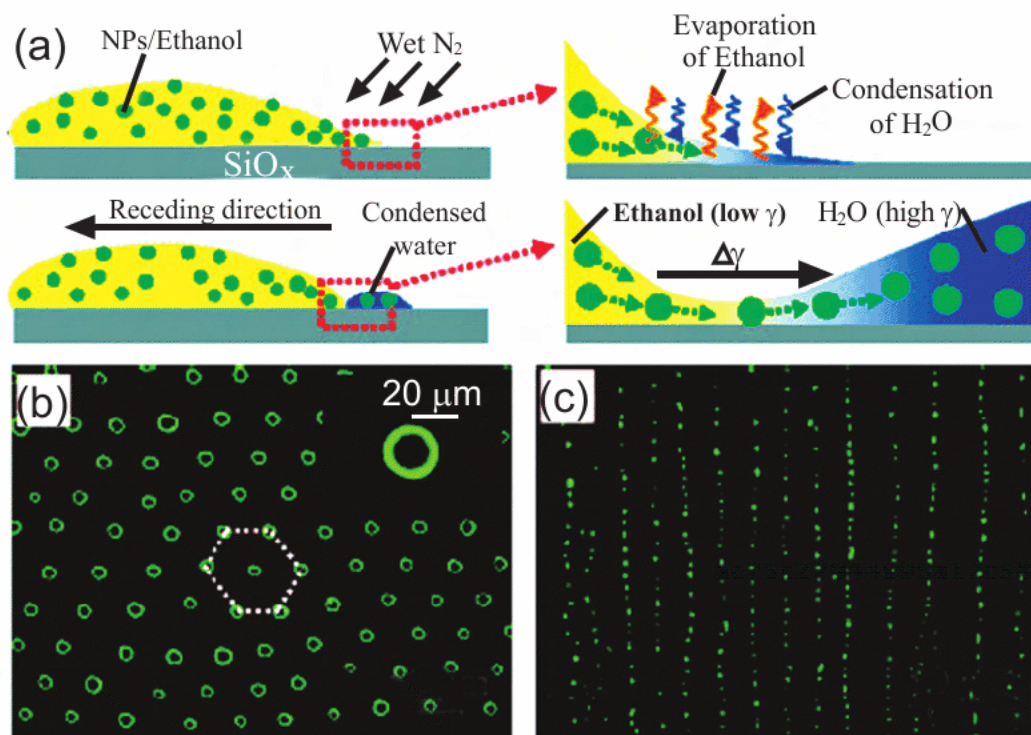 (a)
NPs/Ethanol
Wet N₂
SiOₓ
Evaporation
of Ethanol
Condensation
of H₂O
Receding direction
Condensed
water
Ethanol (low γ)
H₂O (high γ)
Δγ
(b)
20 μm
(c)